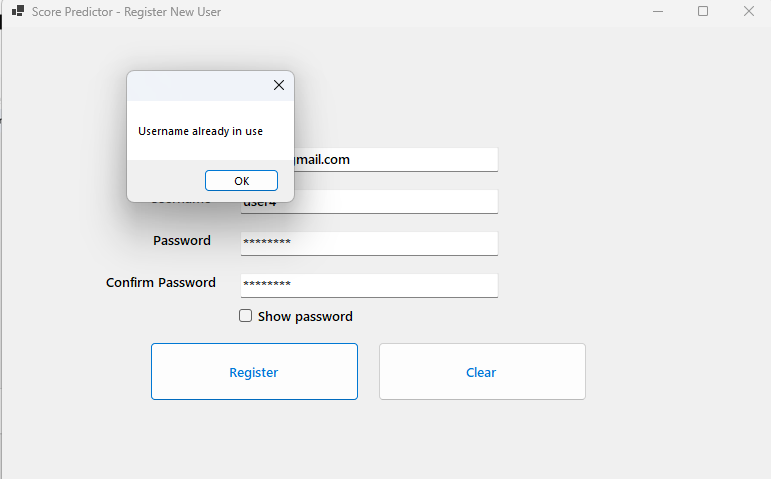 Score Predictor - Register New User
Username already in use
OK
gmail.com
user4
Password
********
Confirm Password
********
Show password
Register
Clear